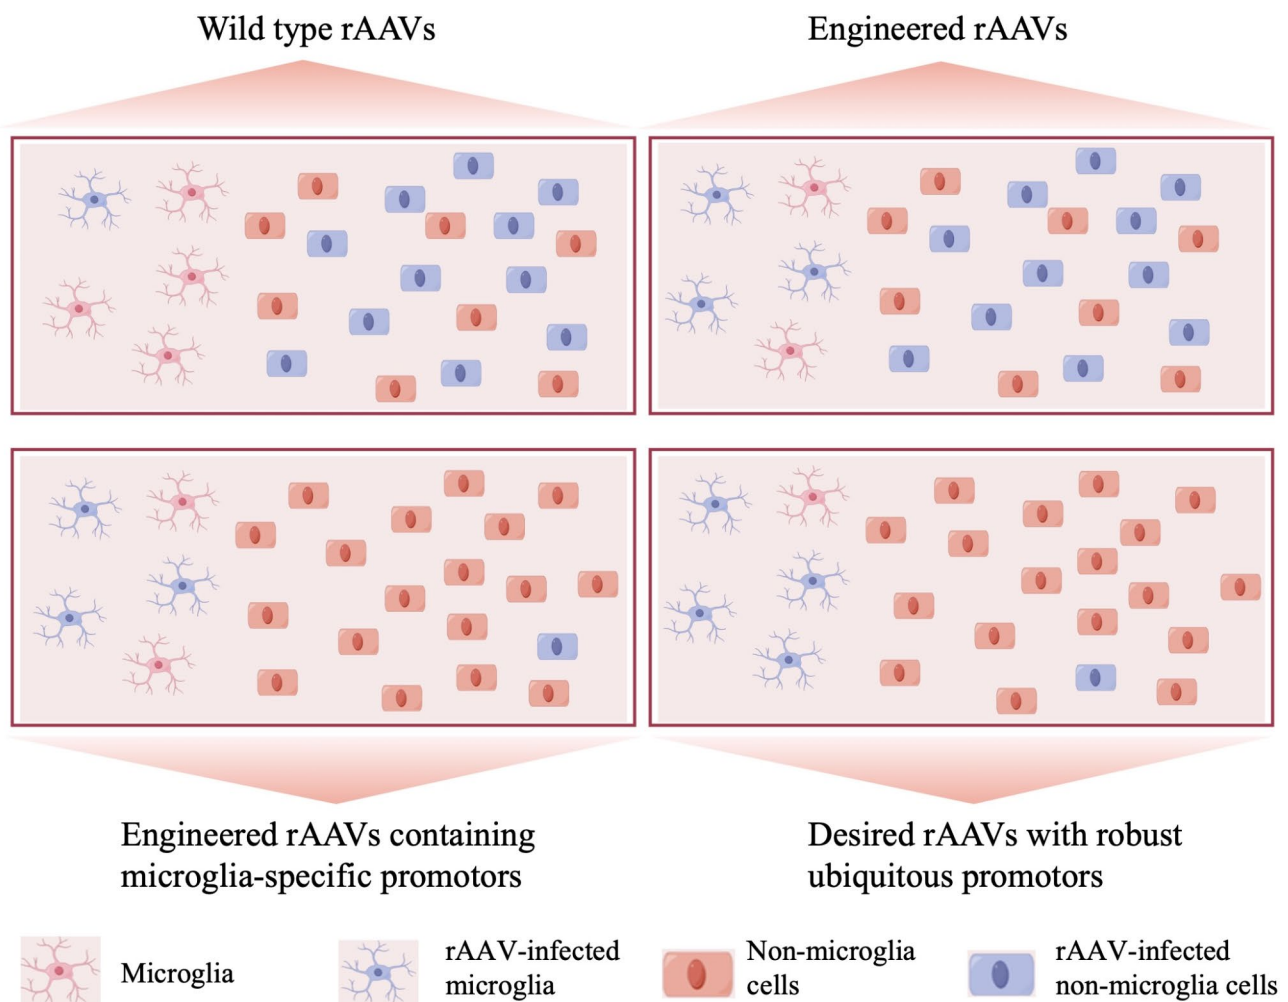 Wild type rAAVs
Engineered rAAVs
Engineered rAAVs containing
microglia-specific promotors
Desired rAAVs with robust
ubiquitous promotors
Microglia
rAAV-infected
microglia
Non-microglia
cells
rAAV-infected
non-microglia cells